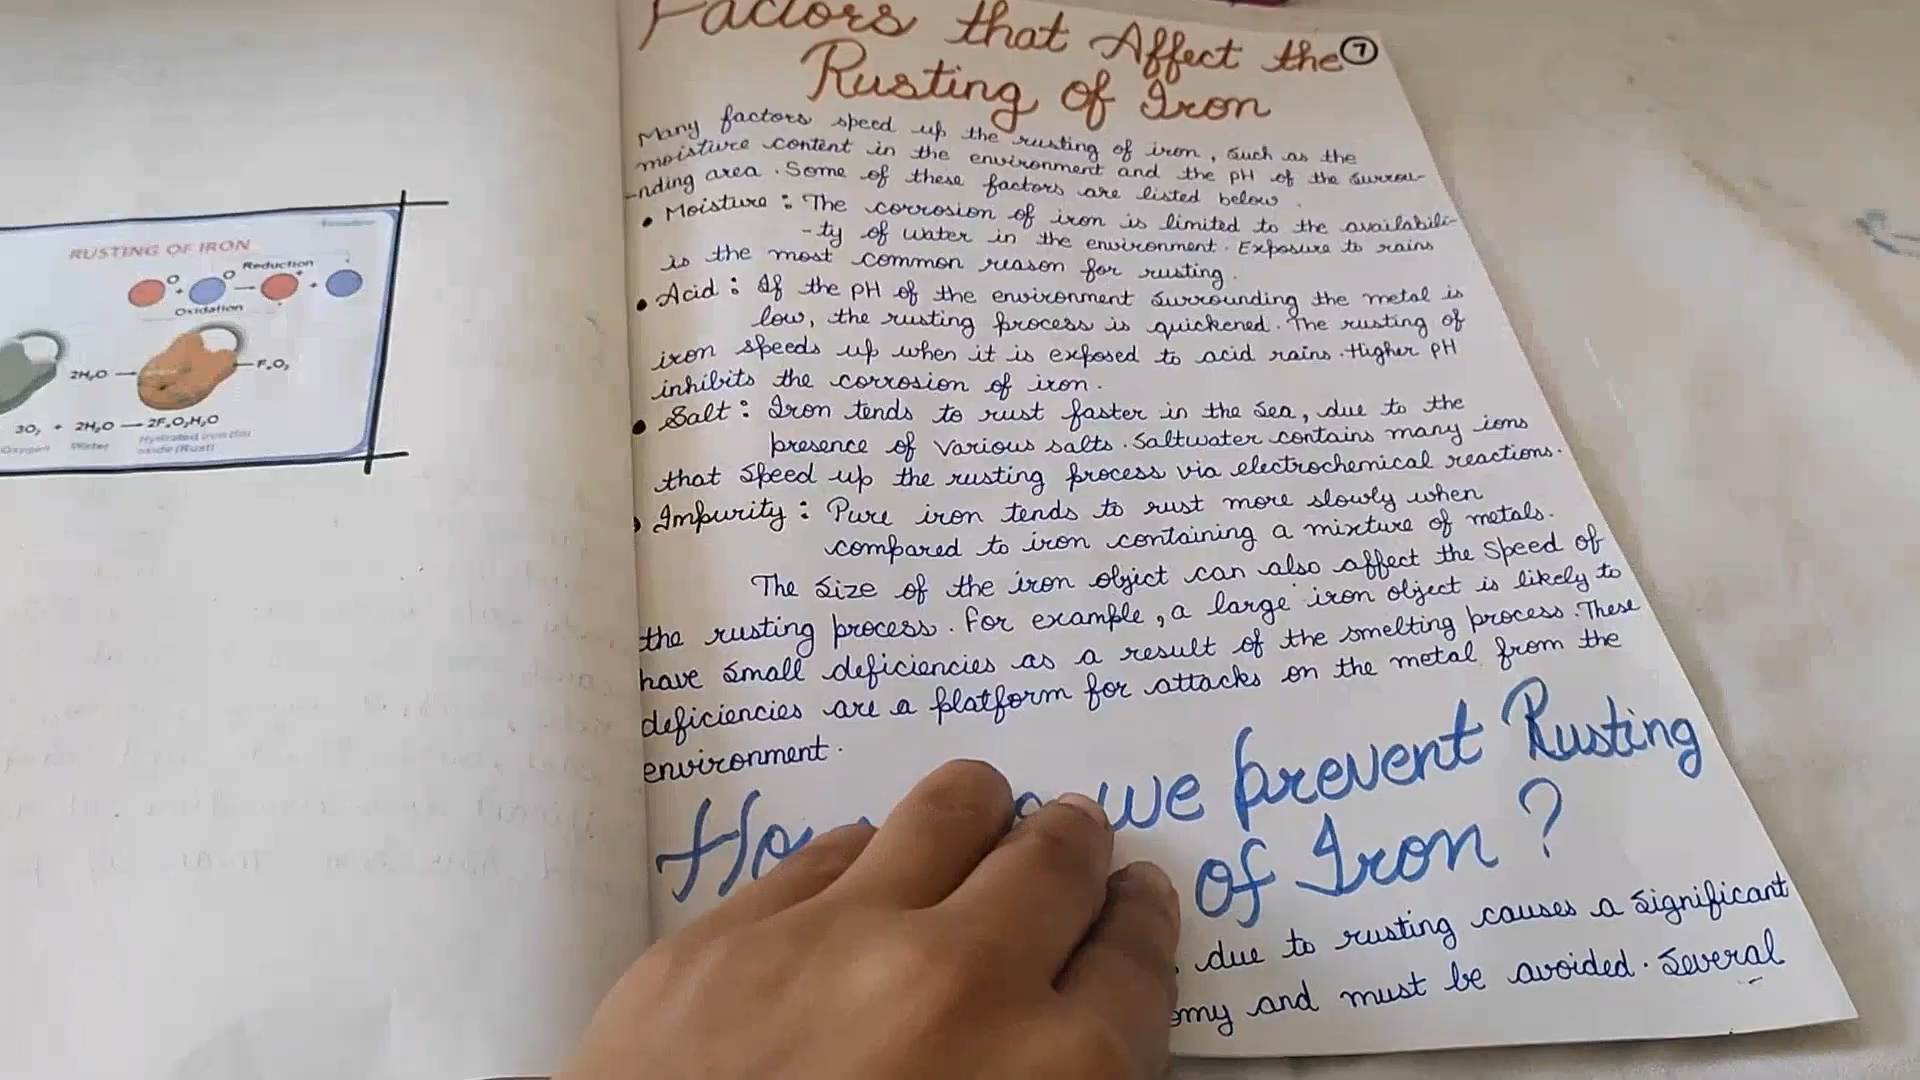 RUSTING OF IRON
Reduction
Oxidation
2H₂O
F₂O₃
3O₂ + 2H₂O → 2F₂O₃H₂O
Oxygen Water Hydrated iron (III)
oxide (Rust)
Factors that Affect the 7
Rusting of Iron
Many factors speed up the rusting of iron, such as the
moisture content in the environment and the pH of the surrou-
-nding area. Some of these factors are listed below.
• Moisture : The corrosion of iron is limited to the availabili-
-ty of water in the environment. Exposure to rains
is the most common reason for rusting.
• Acid : If the pH of the environment surrounding the metal is
low, the rusting process is quickened. The rusting of
iron speeds up when it is exposed to acid rains. Higher pH
inhibits the corrosion of iron.
• Salt : Iron tends to rust faster in the sea, due to the
presence of various salts. Saltwater contains many ions
that speed up the rusting process via electrochemical reactions.
• Impurity : Pure iron tends to rust more slowly when
compared to iron containing a mixture of metals.
The size of the iron object can also affect the speed of
the rusting process. For example, a large iron object is likely to
have small deficiencies as a result of the smelting process. These
deficiencies are a platform for attacks on the metal from the
environment.
we prevent Rusting
of Iron ?
due to rusting causes a significant
and must be avoided. Several